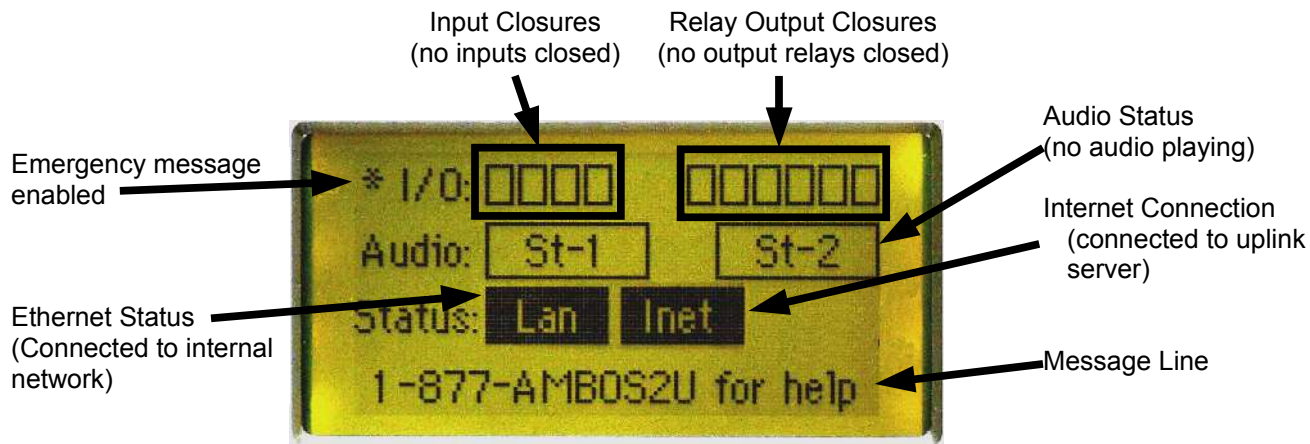 Input Closures
(no inputs closed)
Relay Output Closures
(no output relays closed)
Audio Status
(no audio playing)
Emergency message
enabled
* I/O:
Internet Connection
(connected to uplink
server)
Audio: St-1 St-2
Ethernet Status
(Connected to internal
network)
Status: Lan Inet
Message Line
1-877-AMBOS2U for help